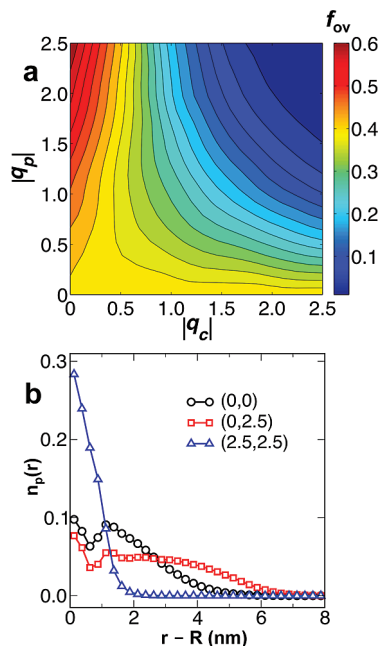 a
f_ov
2.5
2.0
1.5
1.0
0.5
0
|q_p|
0 0.5 1.0 1.5 2.0 2.5
|q_c|
0.6
0.5
0.4
0.3
0.2
0.1
b
0.3
0.2
0.1
0.0
n_p(r)
(0,0)
(0,2.5)
(2.5,2.5)
0 2 4 6 8
r – R (nm)